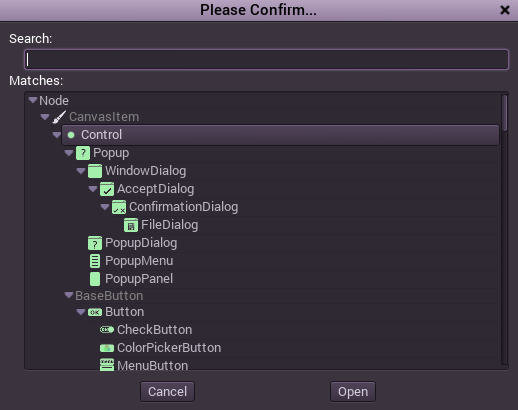 Please Confirm...
Search:
Matches:
Node
CanvasItem
Control
Popup
WindowDialog
AcceptDialog
ConfirmationDialog
FileDialog
PopupDialog
PopupMenu
PopupPanel
BaseButton
OK Button
CheckButton
ColorPickerButton
MenuButton
Cancel Open